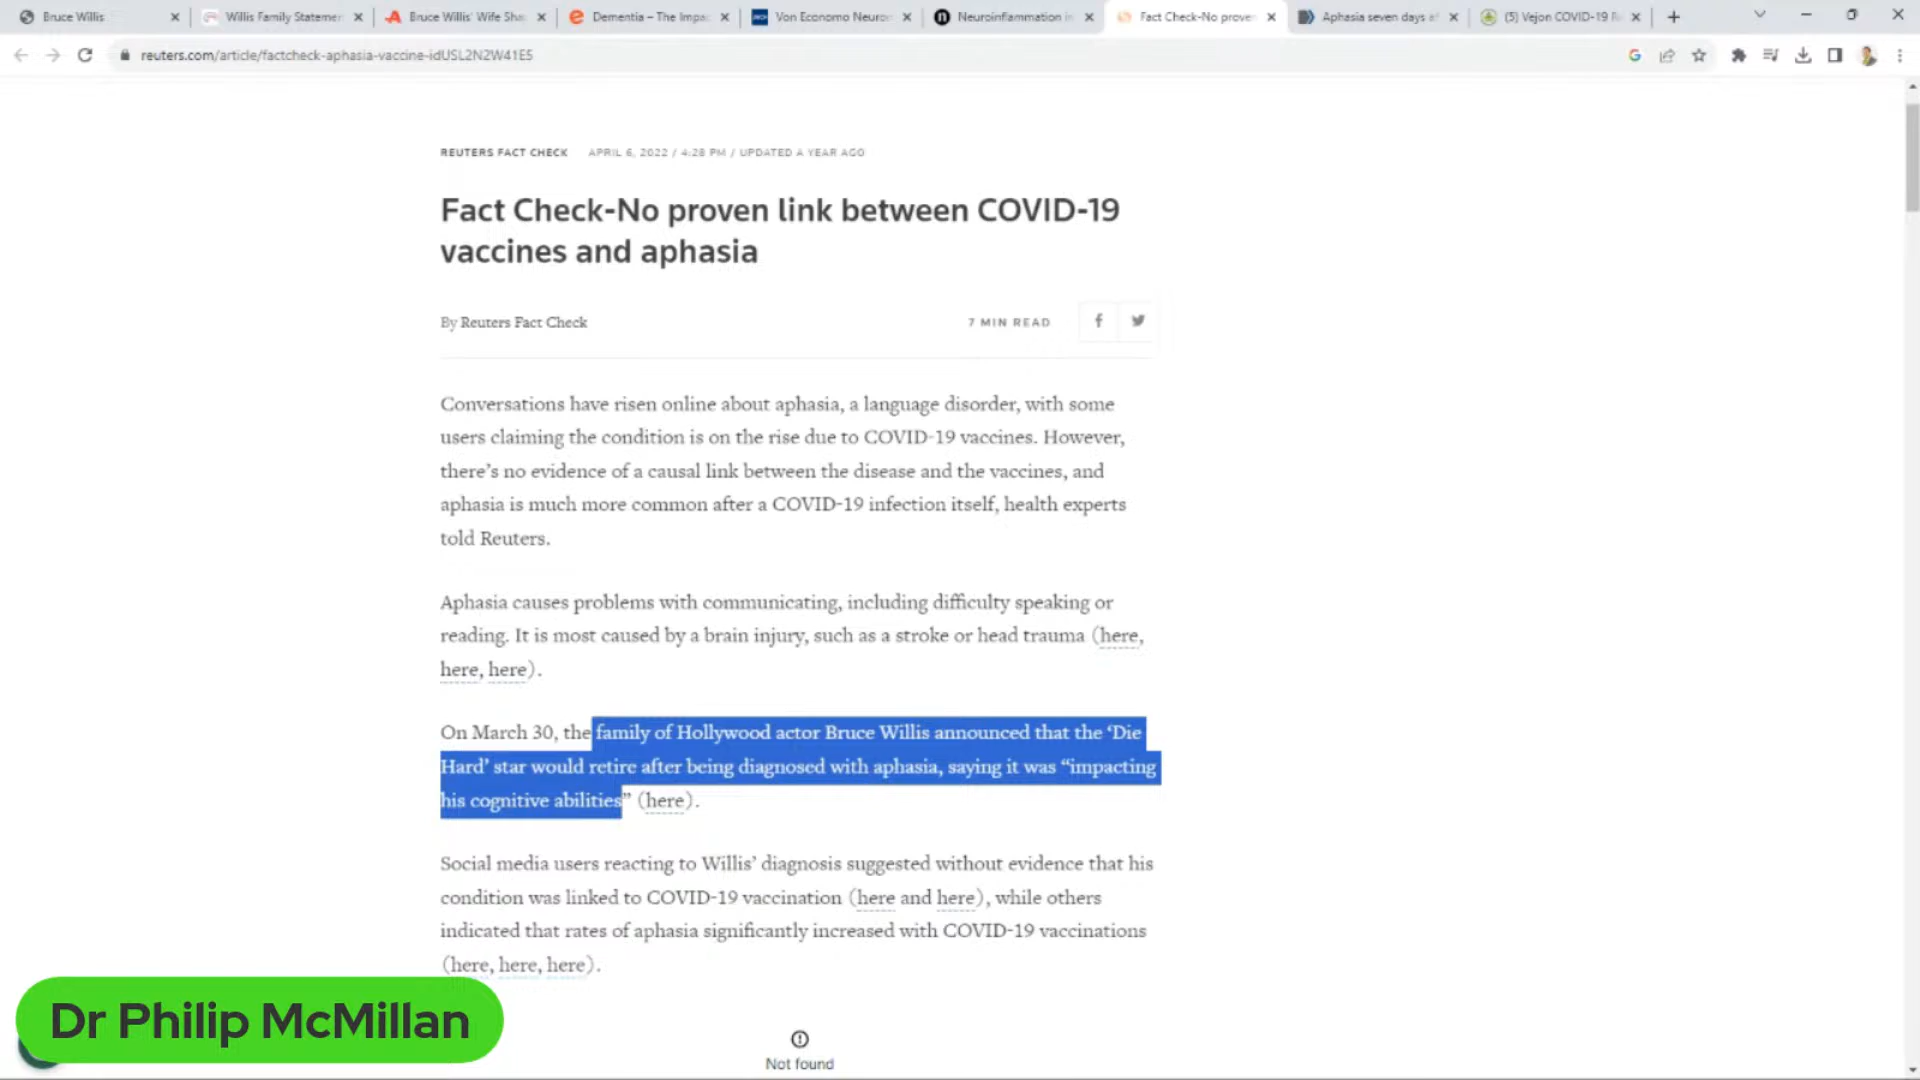 Bruce Willis
Willis Family Statemen
Bruce Willis' Wife Sha
Dementia – The Impa
Von Economo Neuron
Neuroinflammation i
Fact Check-No prove
Aphasia seven days af
(5) Vejon COVID-19 R
reuters.com/article/factcheck-aphasia-vaccine-idUSL2N2W41E5
REUTERS FACT CHECK APRIL 6, 2022 / 4:28 PM / UPDATED A YEAR AGO
Fact Check-No proven link between COVID-19
vaccines and aphasia
By Reuters Fact Check
7 MIN READ
Conversations have risen online about aphasia, a language disorder, with some
users claiming the condition is on the rise due to COVID-19 vaccines. However,
there's no evidence of a causal link between the disease and the vaccines, and
aphasia is much more common after a COVID-19 infection itself, health experts
told Reuters.
Aphasia causes problems with communicating, including difficulty speaking or
reading. It is most caused by a brain injury, such as a stroke or head trauma (here,
here, here).
On March 30, the family of Hollywood actor Bruce Willis announced that the ‘Die
Hard’ star would retire after being diagnosed with aphasia, saying it was “impacting
his cognitive abilities” (here).
Social media users reacting to Willis’ diagnosis suggested without evidence that his
condition was linked to COVID-19 vaccination (here and here), while others
indicated that rates of aphasia significantly increased with COVID-19 vaccinations
(here, here, here).
Dr Philip McMillan
Not found